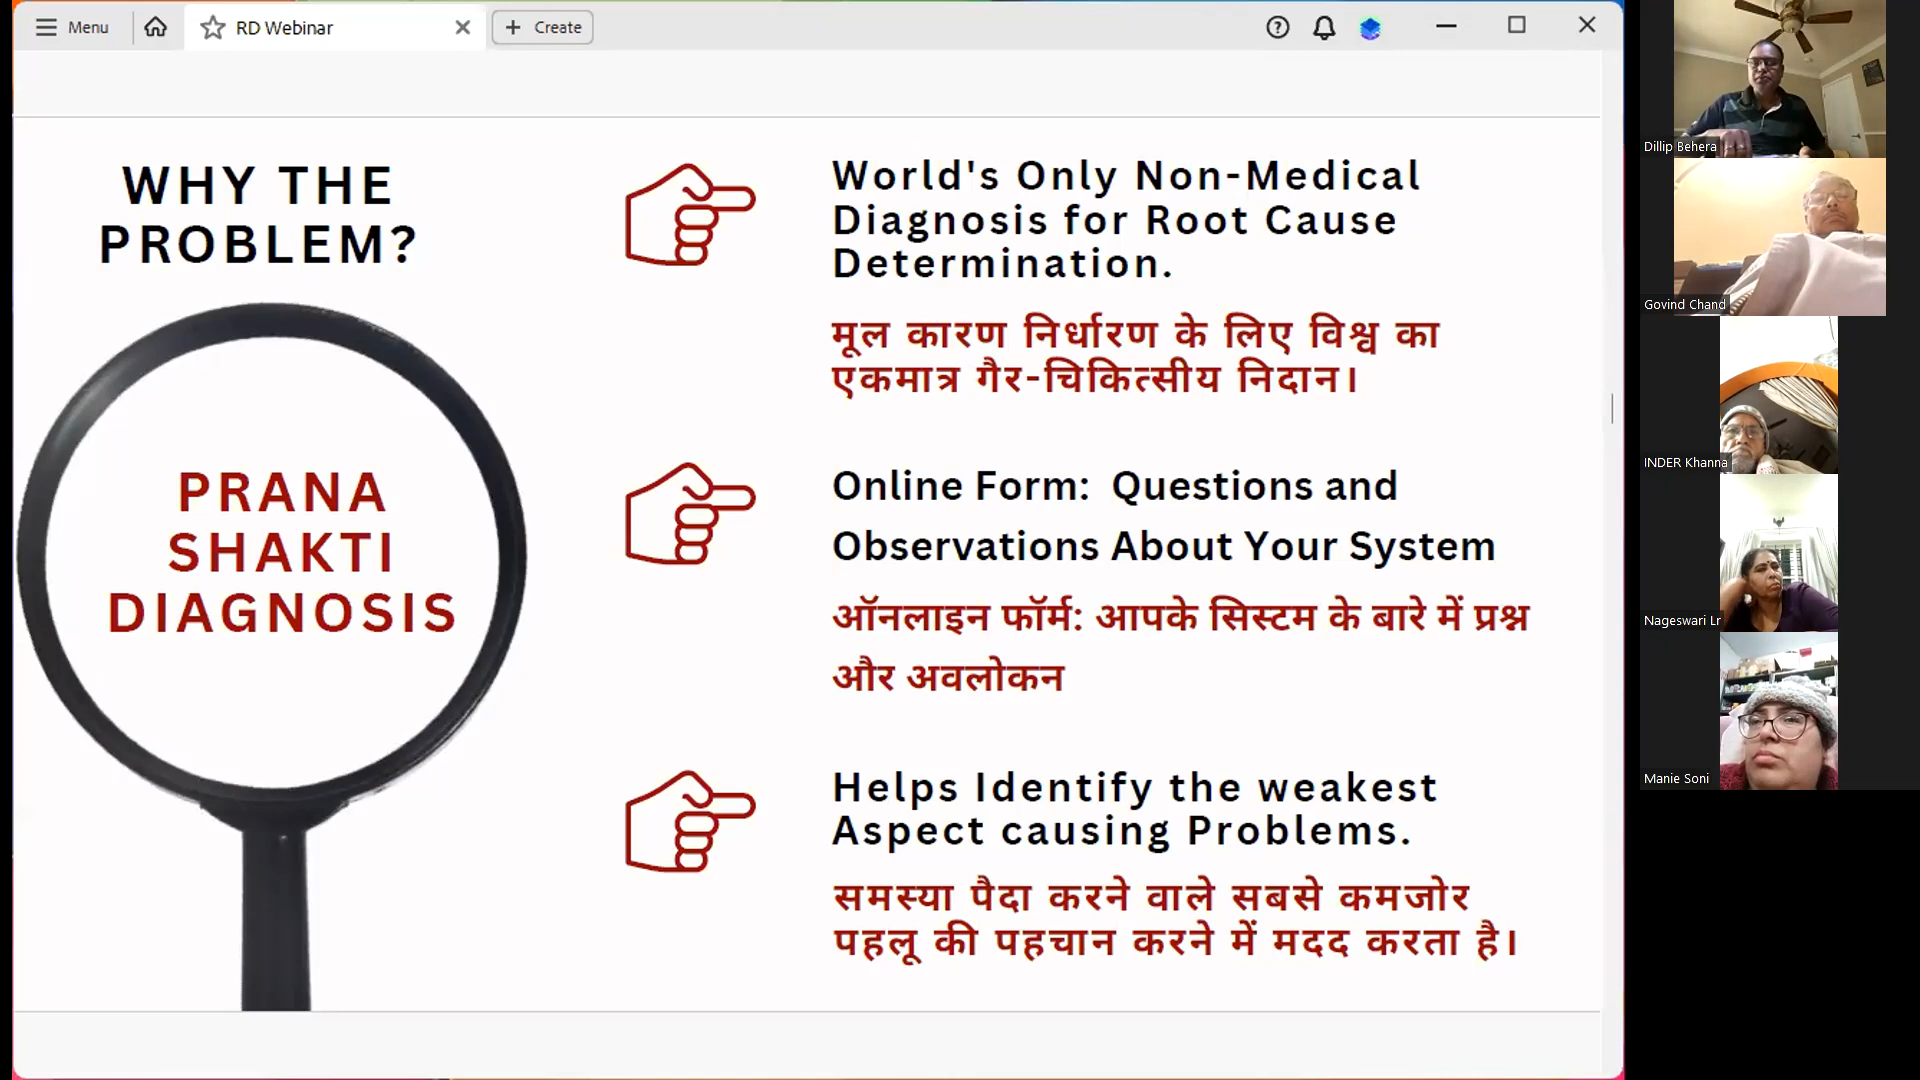 Menu
RD Webinar
Create
WHY THE
PROBLEM?
PRANA
SHAKTI
DIAGNOSIS
World's Only Non-Medical
Diagnosis for Root Cause
Determination.
मूल कारण निर्धारण के लिए विश्व का
एकमात्र गैर-चिकित्सीय निदान।
Online Form: Questions and
Observations About Your System
ऑनलाइन फॉर्म: आपके सिस्टम के बारे में प्रश्न
और अवलोकन
Helps Identify the weakest
Aspect causing Problems.
समस्या पैदा करने वाले सबसे कमजोर
पहलू की पहचान करने में मदद करता है।
Dillip Behera
Govind Chand
INDER Khanna
Nageswari Lr
Manie Soni